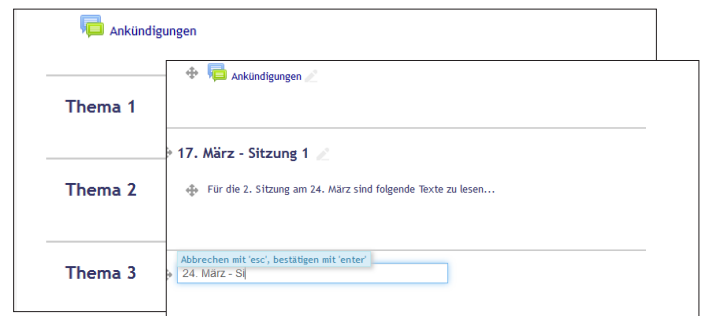 Ankündigungen
Thema 1
Thema 2
Thema 3
Ankündigungen
17. März - Sitzung 1
Für die 2. Sitzung am 24. März sind folgende Texte zu lesen...
Abbrechen mit 'esc', bestätigen mit 'enter'
24. März - Si